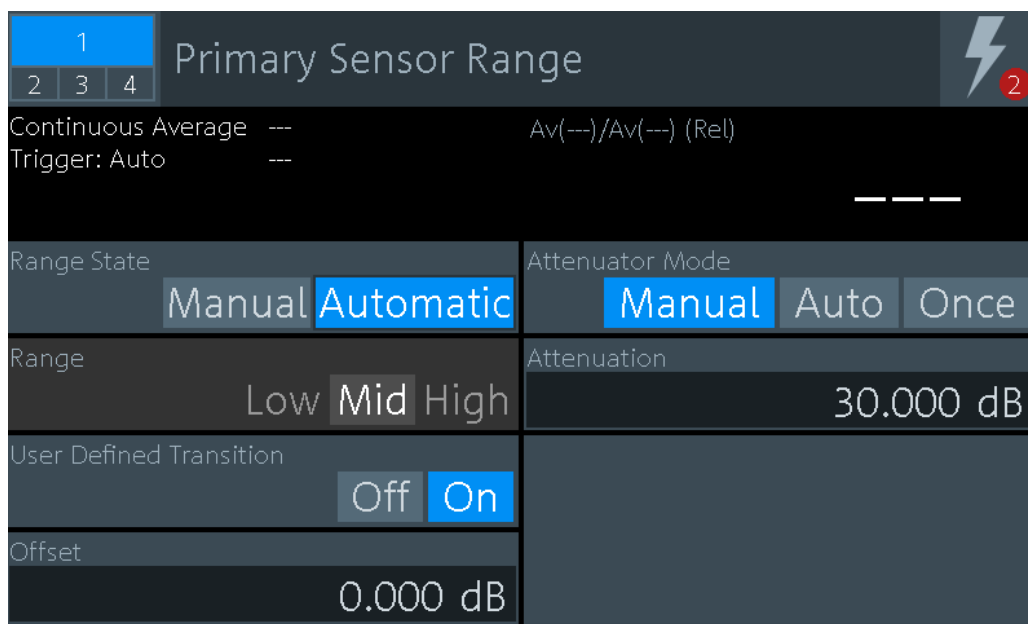 1
2 3 4
Primary Sensor Range
2
Continuous Average ---
Trigger: Auto ---
Av(---)/Av(---) (Rel)
---
Range State
Manual Automatic
Attenuator Mode
Manual Auto Once
Range
Low Mid High
Attenuation
30.000 dB
User Defined Transition
Off On
Offset
0.000 dB